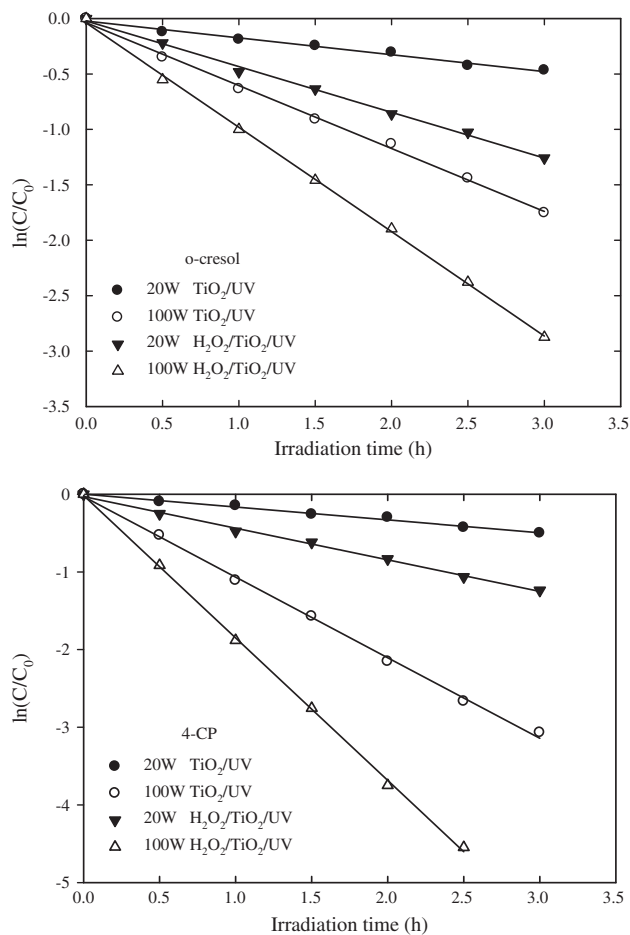 0.0
-0.5
-1.0
-1.5
-2.0
-2.5
-3.0
-3.5
ln(C/C₀)
o-cresol
20W TiO₂/UV
100W TiO₂/UV
20W H₂O₂/TiO₂/UV
100W H₂O₂/TiO₂/UV
0.0 0.5 1.0 1.5 2.0 2.5 3.0 3.5
Irradiation time (h)
0
-1
-2
-3
-4
-5
ln(C/C₀)
4-CP
20W TiO₂/UV
100W TiO₂/UV
20W H₂O₂/TiO₂/UV
100W H₂O₂/TiO₂/UV
0.0 0.5 1.0 1.5 2.0 2.5 3.0 3.5
Irradiation time (h)